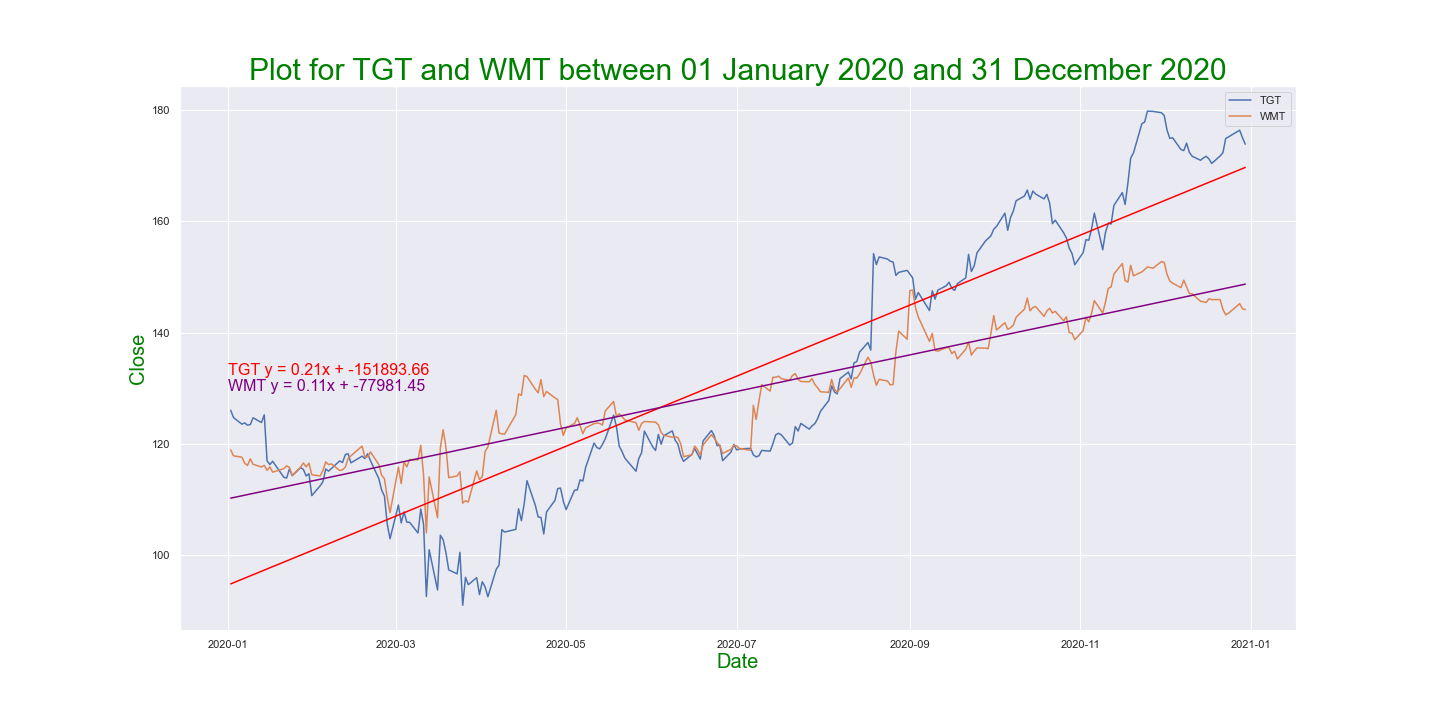 Plot for TGT and WMT between 01 January 2020 and 31 December 2020
180
TGT
WMT
160
140
Close
TGT y = 0.21x + -151893.66
WMT y = 0.11x + -77981.45
120
100
2020-01 2020-03 2020-05 2020-07 2020-09 2020-11 2021-01
Date